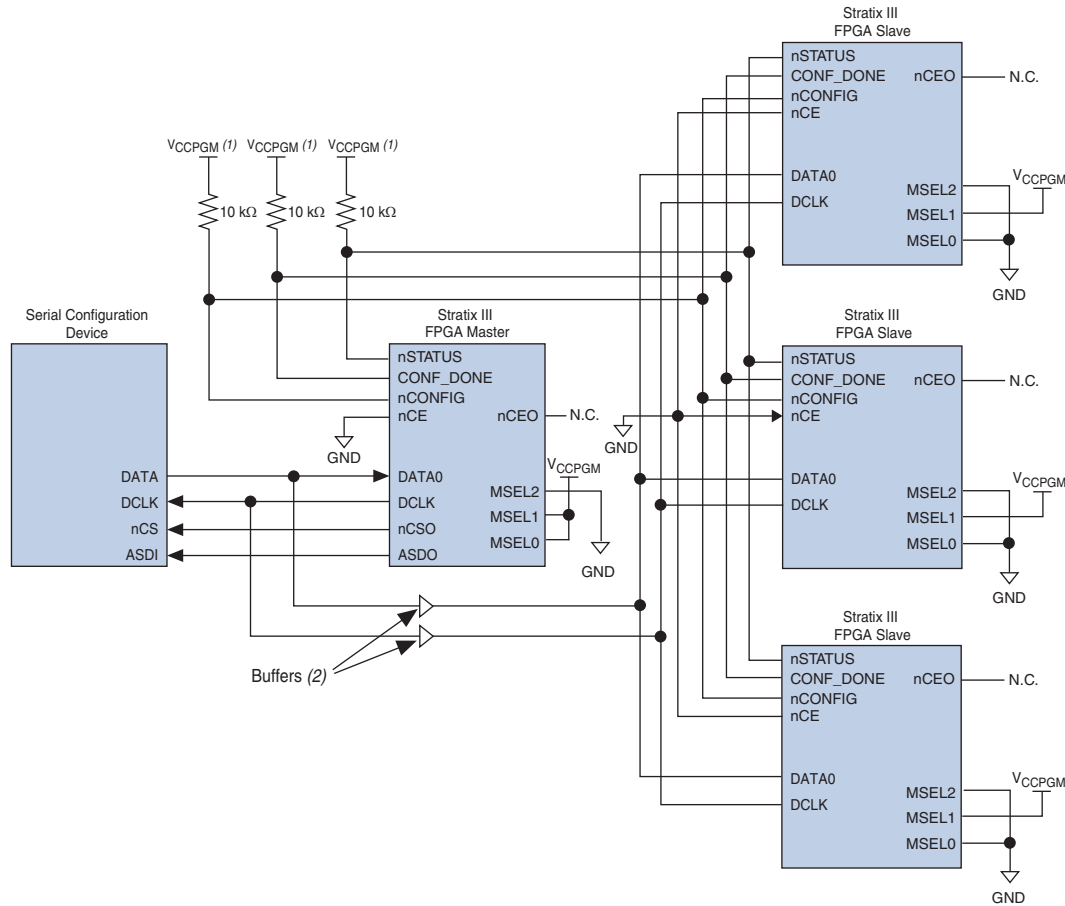 Stratix III
FPGA Slave
nSTATUS
CONF_DONE
nCEO
N.C.
nCONFIG
nCE
DATA0
DCLK
MSEL2
MSEL1
MSEL0
VCCPGM
GND
VCCPGM (1)
VCCPGM (1)
VCCPGM (1)
10 kΩ
10 kΩ
10 kΩ
Serial Configuration
Device
DATA
DCLK
nCS
ASDI
Stratix III
FPGA Master
nSTATUS
CONF_DONE
nCONFIG
nCE
nCEO
N.C.
GND
DATA0
DCLK
nCSO
ASDO
MSEL2
MSEL1
MSEL0
VCCPGM
GND
Buffers (2)
Stratix III
FPGA Slave
nSTATUS
CONF_DONE
nCEO
N.C.
nCONFIG
nCE
GND
DATA0
DCLK
MSEL2
MSEL1
MSEL0
VCCPGM
GND
Stratix III
FPGA Slave
nSTATUS
CONF_DONE
nCEO
N.C.
nCONFIG
nCE
DATA0
DCLK
MSEL2
MSEL1
MSEL0
VCCPGM
GND